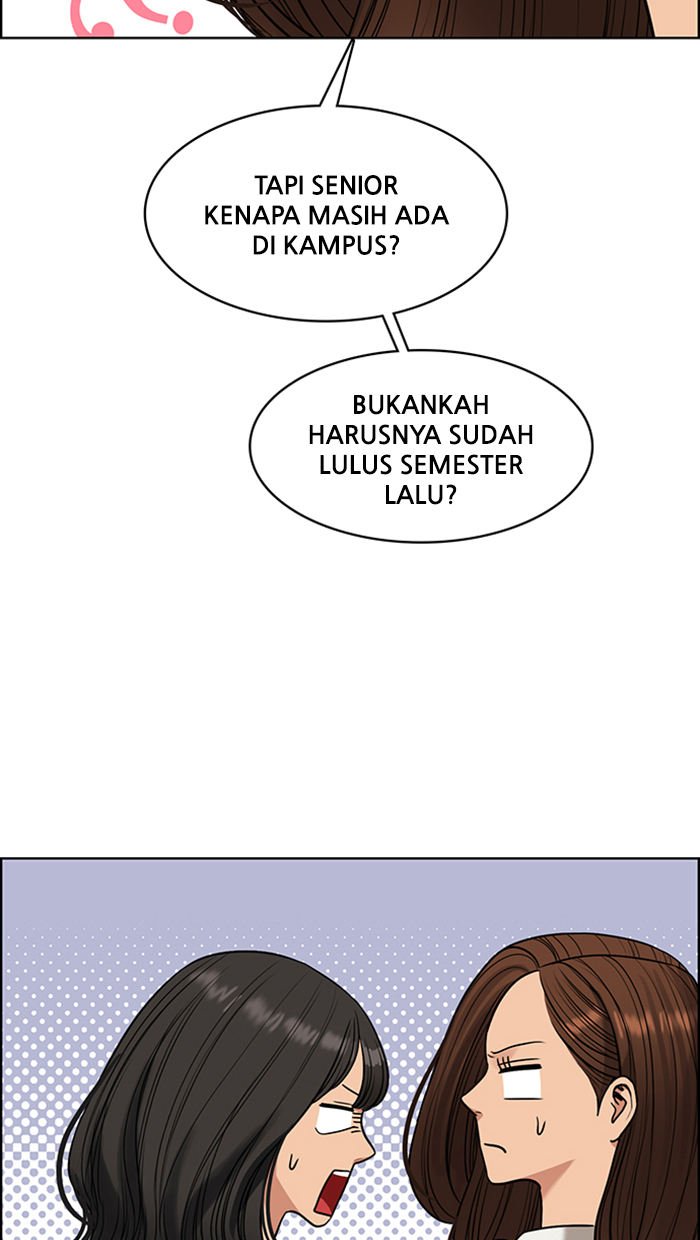 TAPI SENIOR
KENAPA MASIH ADA
DI KAMPUS?
BUKANKAH
HARUSNYA SUDAH
LULUS SEMESTER
LALU?